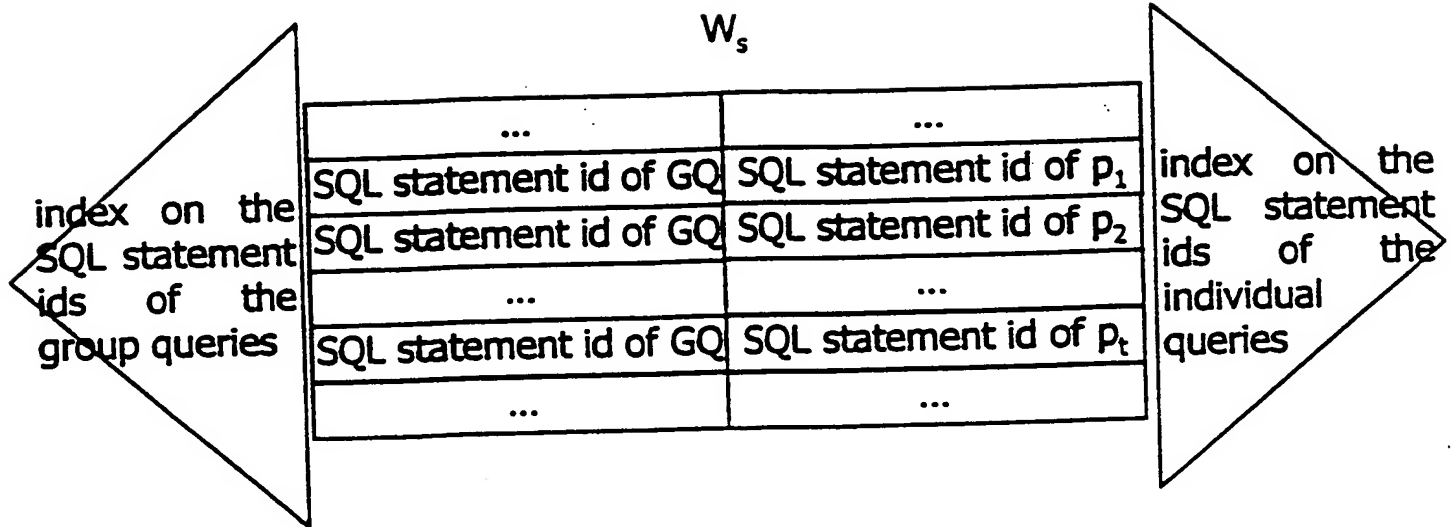 Wₛ
index on the
SQL statement
ids of the
group queries
... ...
SQL statement id of GQ SQL statement id of p₁
SQL statement id of GQ SQL statement id of p₂
... ...
SQL statement id of GQ SQL statement id of pₜ
... ...
index on the
SQL statement
ids of the
individual
queries